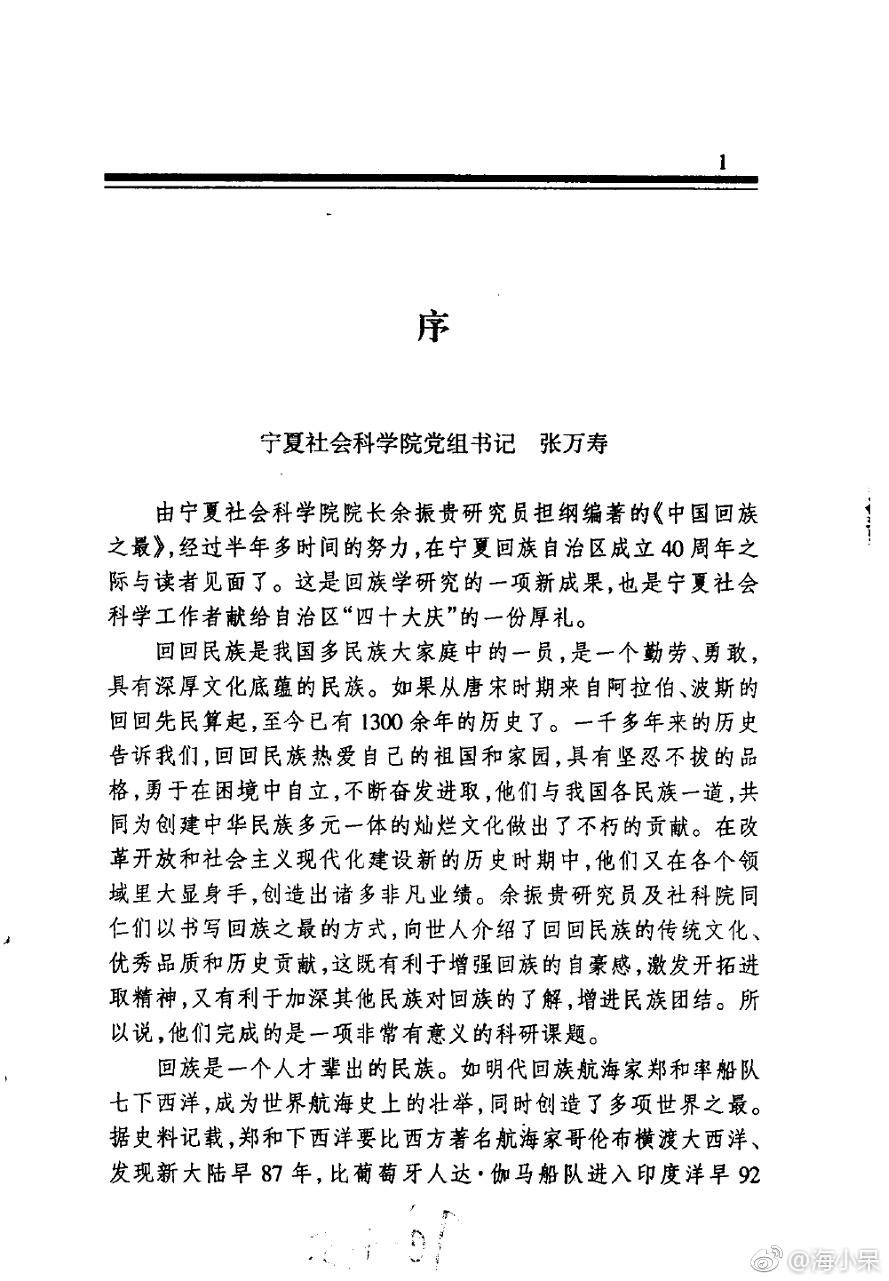 1
序
宁夏社会科学院党组书记 张万寿
由宁夏社会科学院院长余振贵研究员担纲编著的《中国回族
之最》,经过半年多时间的努力,在宁夏回族自治区成立40周年之
际与读者见面了。这是回族学研究的一项新成果,也是宁夏社会
科学工作者献给自治区“四十大庆”的一份厚礼。
回回民族是我国多民族大家庭中的一员,是一个勤劳、勇敢,
具有深厚文化底蕴的民族。如果从唐宋时期来自阿拉伯、波斯的
回回先民算起,至今已有1300余年的历史了。一千多年来的历史
告诉我们,回回民族热爱自己的祖国和家园,具有坚忍不拔的品
格,勇于在困境中自立,不断奋发进取,他们与我国各民族一道,共
同为创建中华民族多元一体的灿烂文化做出了不朽的贡献。在改
革开放和社会主义现代化建设新的历史时期中,他们又在各个领
域里大显身手,创造出诸多非凡业绩。余振贵研究员及社科院同
仁们以书写回族之最的方式,向世人介绍了回回民族的传统文化、
优秀品质和历史贡献,这既有利于增强回族的自豪感,激发开拓进
取精神,又有利于加深其他民族对回族的了解,增进民族团结。所
以说,他们完成的是一项非常有意义的科研课题。
回族是一个人才辈出的民族。如明代回族航海家郑和率船队
七下西洋,成为世界航海史上的壮举,同时创造了多项世界之最。
据史料记载,郑和下西洋要比西方著名航海家哥伦布横渡大西洋、
发现新大陆早87年,比葡萄牙人达·伽马船队进入印度洋早92
@海小呆